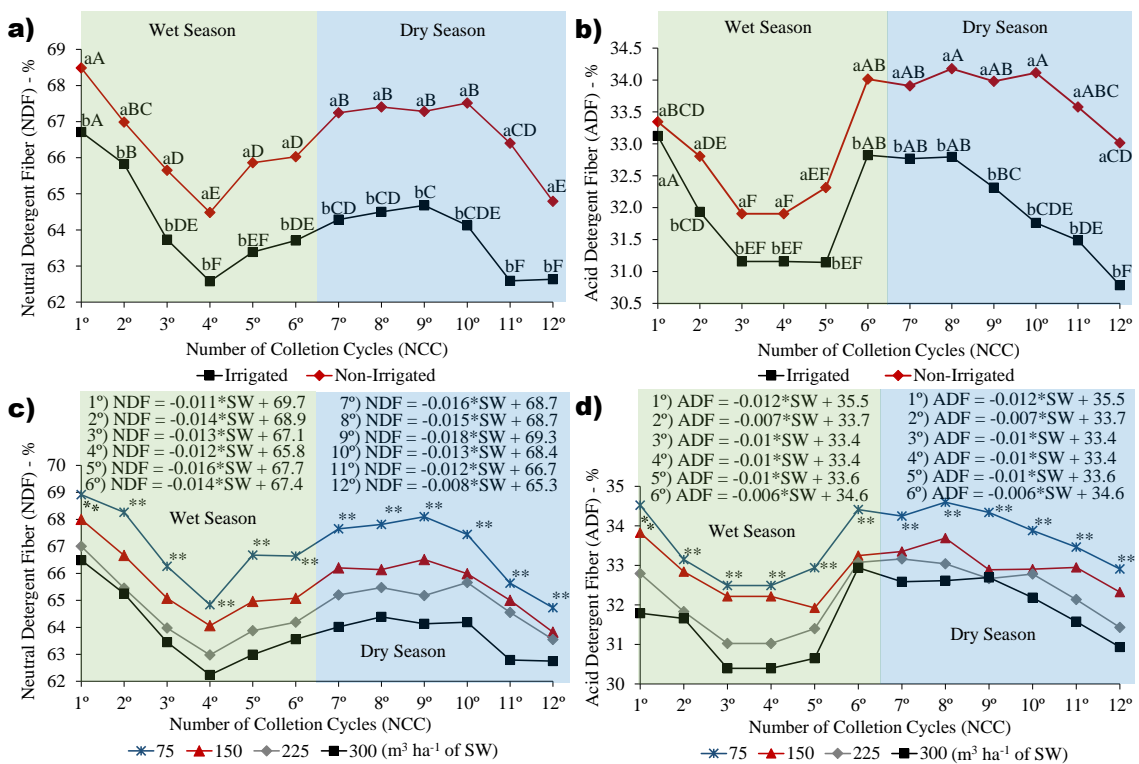 a)
Wet Season
Dry Season
Neutral Detergent Fiber (NDF) - %
69
68
67
66
65
64
63
62
aA
aBC
aD
aE
aD
aD
aB
aB
aB
aB
aCD
aE
bA
bB
bDE
bF
bEF
bDE
bCD
bCD
bC
bCDE
bF
bF
1º 2º 3º 4º 5º 6º 7º 8º 9º 10º 11º 12º
Number of Colletion Cycles (NCC)
Irrigated Non-Irrigated
b)
Wet Season
Dry Season
Acid Detergent Fiber (ADF) - %
34.5
34.0
33.5
33.0
32.5
32.0
31.5
31.0
30.5
aBCD
aDE
aF
aF
aEF
aAB
aAB
aA
aAB
aA
aABC
aCD
aA
bCD
bEF
bEF
bEF
bAB
bAB
bAB
bBC
bCDE
bDE
bF
1º 2º 3º 4º 5º 6º 7º 8º 9º 10º 11º 12º
Number of Colletion Cycles (NCC)
Irrigated Non-Irrigated
c)
1º) NDF = -0.011*SW + 69.7
2º) NDF = -0.014*SW + 68.9
3º) NDF = -0.013*SW + 67.1
4º) NDF = -0.012*SW + 65.8
5º) NDF = -0.016*SW + 67.7
6º) NDF = -0.014*SW + 67.4
7º) NDF = -0.016*SW + 68.7
8º) NDF = -0.015*SW + 68.7
9º) NDF = -0.018*SW + 69.3
10º) NDF = -0.013*SW + 68.4
11º) NDF = -0.012*SW + 66.7
12º) NDF = -0.008*SW + 65.3
Neutral Detergent Fiber (NDF) - %
70
69
68
67
66
65
64
63
62
Wet Season
Dry Season
** ** ** ** ** ** ** ** ** ** ** **
1º 2º 3º 4º 5º 6º 7º 8º 9º 10º 11º 12º
Number of Colletion Cycles (NCC)
75 150 225 300 (m³ ha⁻¹ of SW)
d)
1º) ADF = -0.012*SW + 35.5
2º) ADF = -0.007*SW + 33.7
3º) ADF = -0.01*SW + 33.4
4º) ADF = -0.01*SW + 33.4
5º) ADF = -0.01*SW + 33.6
6º) ADF = -0.006*SW + 34.6
1º) ADF = -0.012*SW + 35.5
2º) ADF = -0.007*SW + 33.7
3º) ADF = -0.01*SW + 33.4
4º) ADF = -0.01*SW + 33.4
5º) ADF = -0.01*SW + 33.6
6º) ADF = -0.006*SW + 34.6
Acid Detergent Fiber (ADF) - %
35
34
33
32
31
30
Wet Season
Dry Season
** ** ** ** ** ** ** ** ** ** ** **
1º 2º 3º 4º 5º 6º 7º 8º 9º 10º 11º 12º
Number of Colletion Cycles (NCC)
75 150 225 300 (m³ ha⁻¹ of SW)